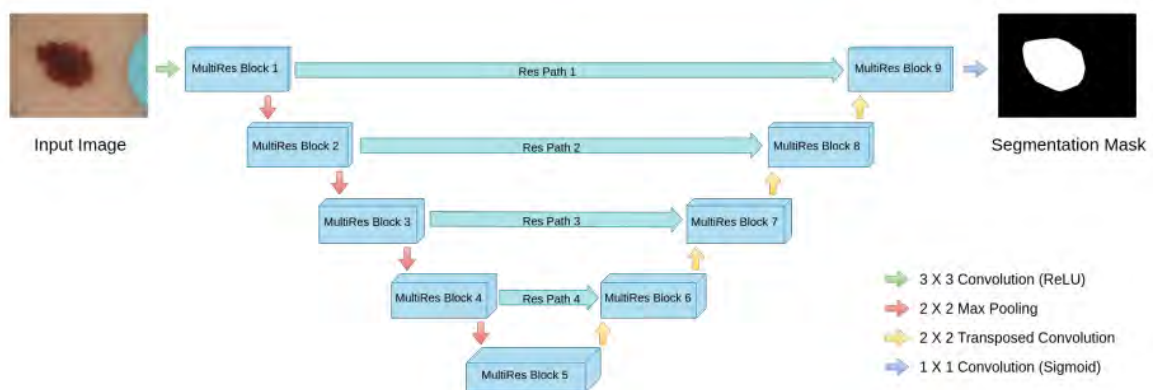 MultiRes Block 1
Res Path 1
MultiRes Block 9
Input Image
MultiRes Block 2
Res Path 2
MultiRes Block 8
Segmentation Mask
MultiRes Block 3
Res Path 3
MultiRes Block 7
MultiRes Block 4
Res Path 4
MultiRes Block 6
MultiRes Block 5
3 X 3 Convolution (ReLU)
2 X 2 Max Pooling
2 X 2 Transposed Convolution
1 X 1 Convolution (Sigmoid)